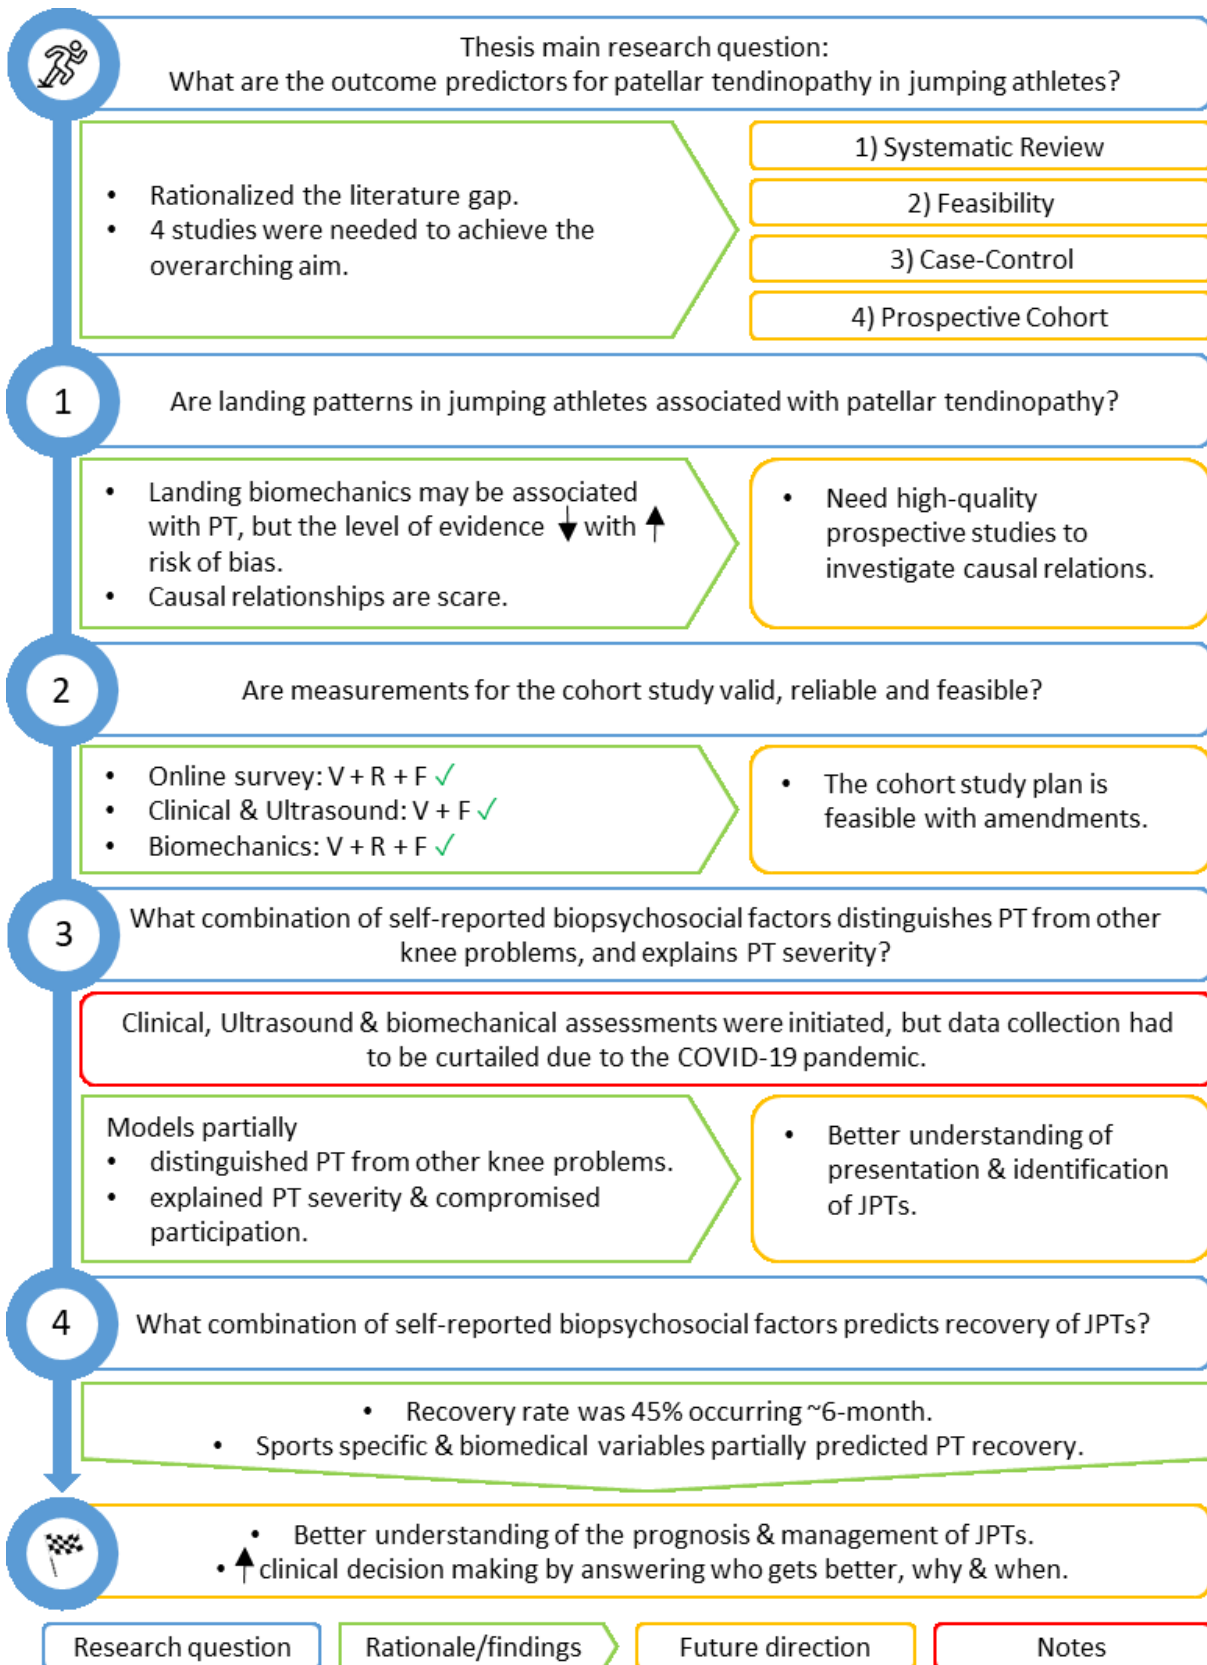 Thesis main research question:
What are the outcome predictors for patellar tendinopathy in jumping athletes?
• Rationalized the literature gap.
• 4 studies were needed to achieve the
overarching aim.
1) Systematic Review
2) Feasibility
3) Case-Control
4) Prospective Cohort
1
Are landing patterns in jumping athletes associated with patellar tendinopathy?
• Landing biomechanics may be associated
with PT, but the level of evidence ↓ with ↑
risk of bias.
• Causal relationships are scare.
• Need high-quality
prospective studies to
investigate causal relations.
2
Are measurements for the cohort study valid, reliable and feasible?
• Online survey: V + R + F ✓
• Clinical & Ultrasound: V + F ✓
• Biomechanics: V + R + F ✓
• The cohort study plan is
feasible with amendments.
3
What combination of self-reported biopsychosocial factors distinguishes PT from other
knee problems, and explains PT severity?
Clinical, Ultrasound & biomechanical assessments were initiated, but data collection had
to be curtailed due to the COVID-19 pandemic.
Models partially
• distinguished PT from other knee problems.
• explained PT severity & compromised
participation.
• Better understanding of
presentation & identification
of JPTs.
4
What combination of self-reported biopsychosocial factors predicts recovery of JPTs?
• Recovery rate was 45% occurring ~6-month.
• Sports specific & biomedical variables partially predicted PT recovery.
• Better understanding of the prognosis & management of JPTs.
• ↑ clinical decision making by answering who gets better, why & when.
Research question
Rationale/findings
Future direction
Notes